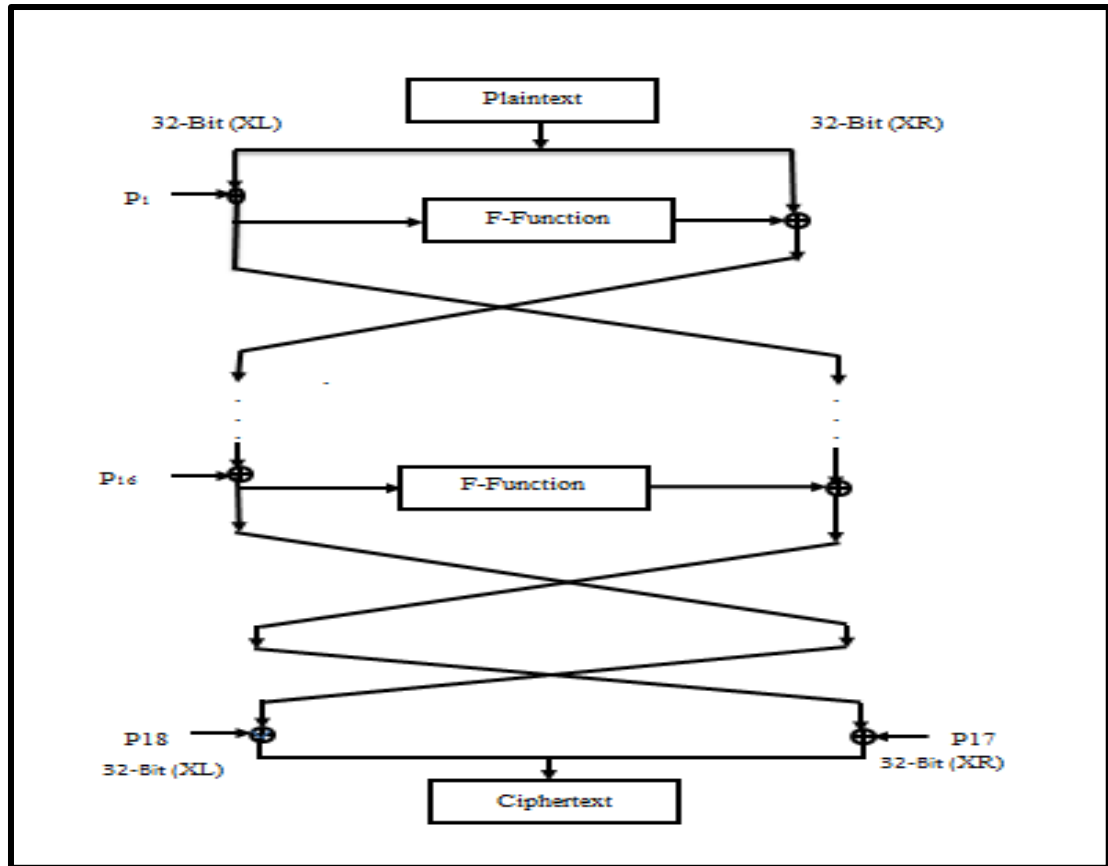 Plaintext
32-Bit (XL)
32-Bit (XR)
P1
F-Function
P16
F-Function
P18
P17
32-Bit (XL)
32-Bit (XR)
Ciphertext